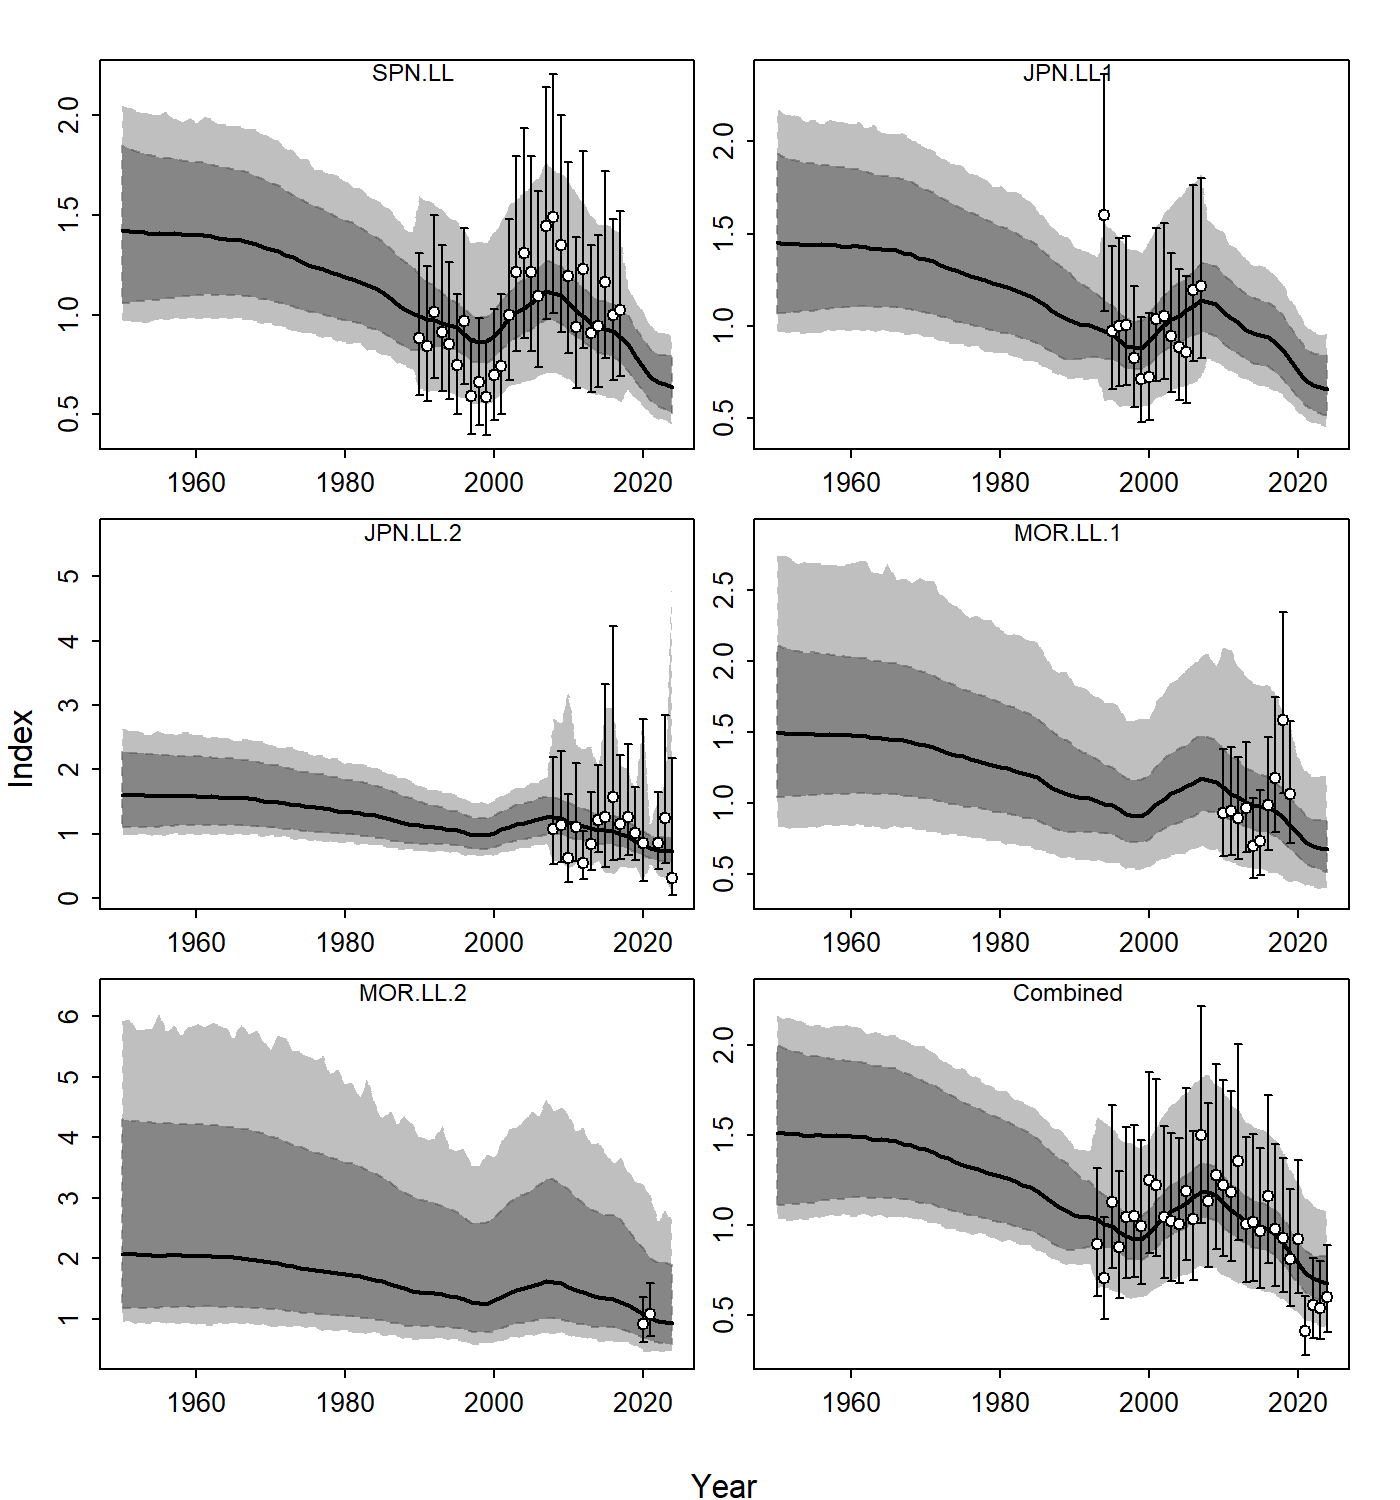 SPN.LL
JPN.LL1
0.5 1.0 1.5 2.0
0.5 1.0 1.5 2.0
1960 1980 2000 2020
1960 1980 2000 2020
JPN.LL.2
MOR.LL.1
0 1 2 3 4 5
0.5 1.0 1.5 2.0 2.5
1960 1980 2000 2020
1960 1980 2000 2020
Index
MOR.LL.2
Combined
1 2 3 4 5 6
0.5 1.0 1.5 2.0
1960 1980 2000 2020
1960 1980 2000 2020
Year